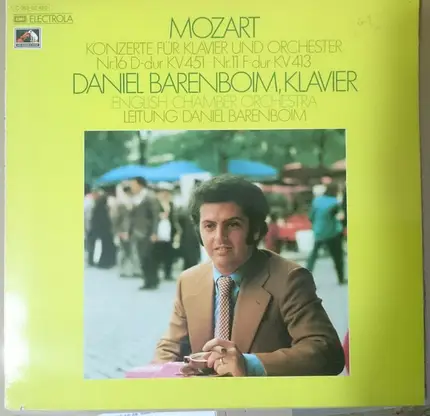 EMI ELECTROLA
MOZART
KONZERTE FÜR KLAVIER UND ORCHESTER
Nr.16 D-dur KV 451 Nr.11 F-dur KV 413
DANIEL BARENBOIM, KLAVIER
ENGLISH CHAMBER ORCHESTRA
LEITUNG DANIEL BARENBOIM